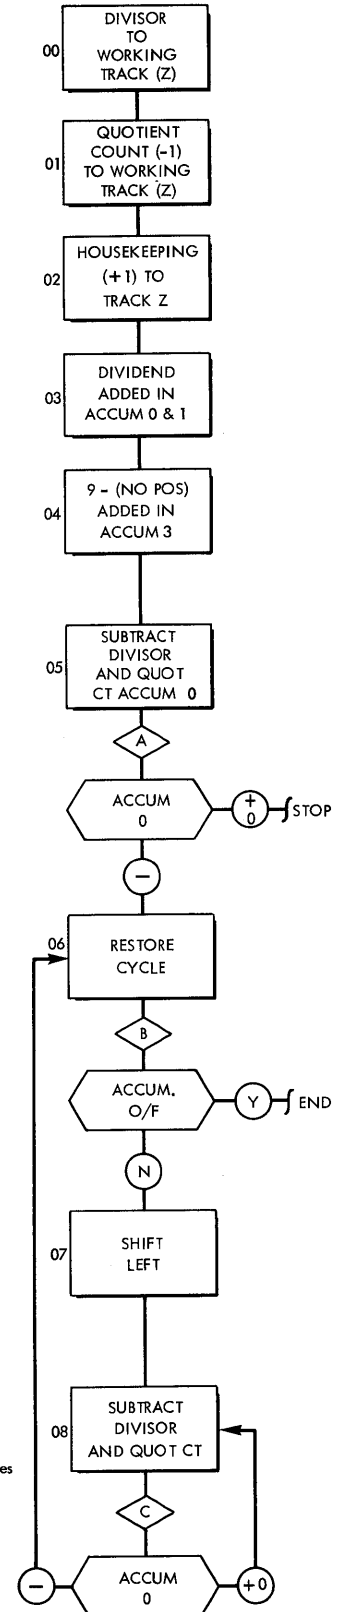 00
DIVISOR
TO
WORKING
TRACK (Z)
01
QUOTIENT
COUNT (-1)
TO WORKING
TRACK (Z)
02
HOUSEKEEPING
(+1) TO
TRACK Z
03
DIVIDEND
ADDED IN
ACCUM 0 & 1
04
9 - (NO POS)
ADDED IN
ACCUM 3
05
SUBTRACT
DIVISOR
AND QUOT
CT ACCUM 0
A
ACCUM
0
+
0
STOP
-
06
RESTORE
CYCLE
B
ACCUM.
O/F
Y
END
N
07
SHIFT
LEFT
08
SUBTRACT
DIVISOR
AND QUOT CT
es
C
-
ACCUM
0
+0